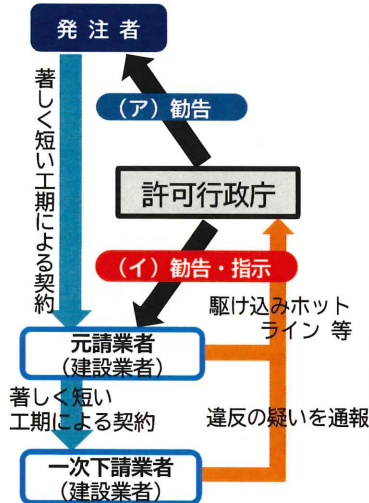 発注者
著しく短い工期による契約
(ア)勧告
許可行政庁
(イ)勧告・指示
駆け込みホット
ライン 等
元請業者
(建設業者)
著しく短い
工期による契約
違反の疑いを通報
一次下請業者
(建設業者)